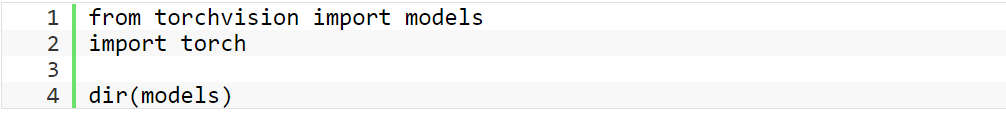 1 from torchvision import models
2 import torch
3
4 dir(models)